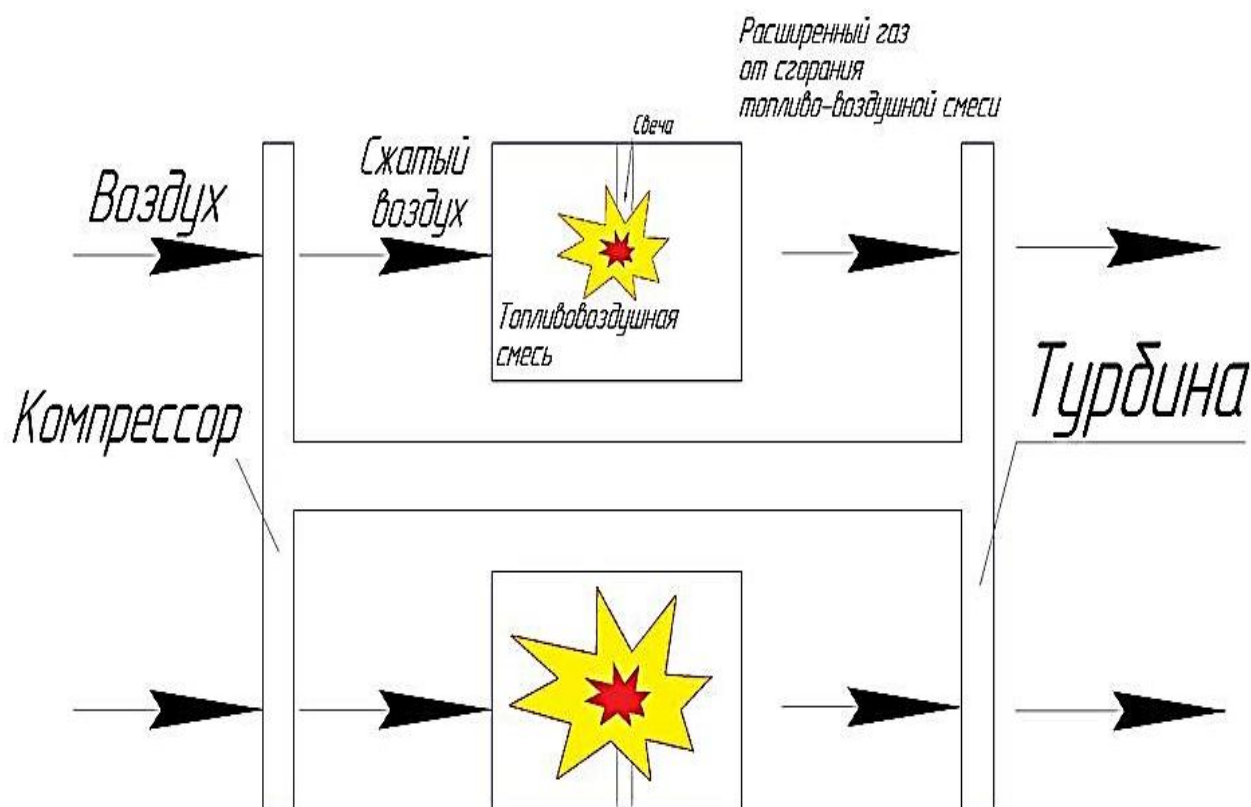 Расширенный газ
от сгорания
топливо-воздушной смеси
Свеча
Воздух
Сжатый
воздух
Топливовоздушная
смесь
Компрессор
Турбина